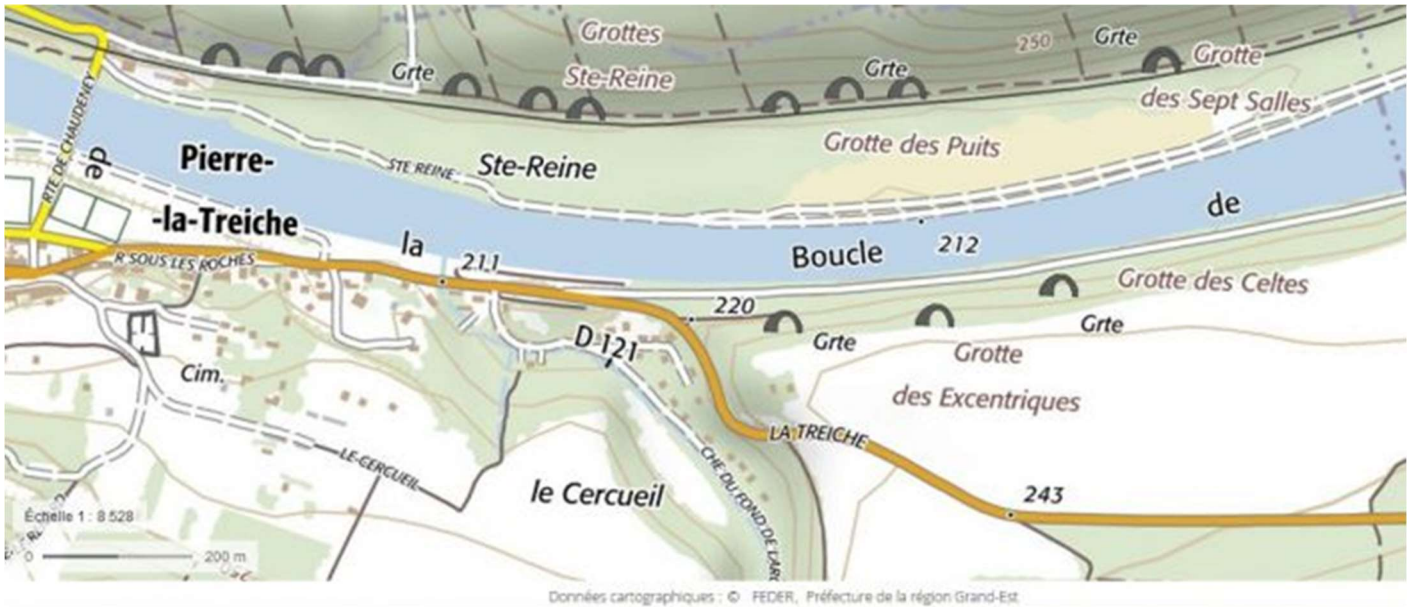 Grottes
Ste-Reine
Grte
Grte
250
Grte
Grotte
des Sept Salles
Grotte des Puits
RTE DE CHAUDENEY
de
Pierre-
-la-Treiche
STE REINE
Ste-Reine
la
211
Boucle
212
de
R SOUS LES ROCHES
220
Grotte des Celtes
Grte
Grte
Grotte
des Excentriques
D 121
Cim.
LA TREICHE
LE CERCUEIL
le Cercueil
CHE DU FOND DE L'ARC
243
Échelle 1 : 8 528
0 200 m
Données cartographiques : © FEDER, Préfecture de la région Grand-Est